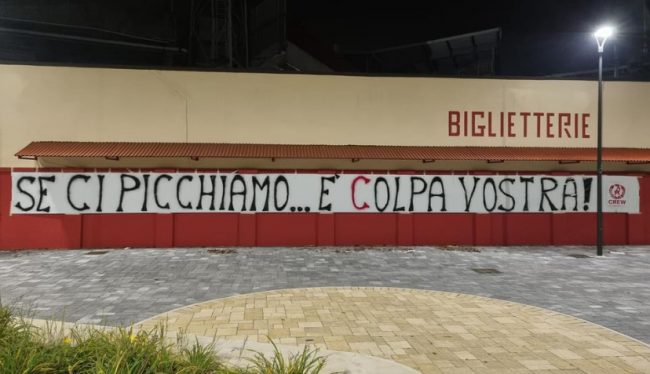 BIGLIETTERIE
SE CI PICCHIAMO... E' COLPA VOSTRA!
CREW